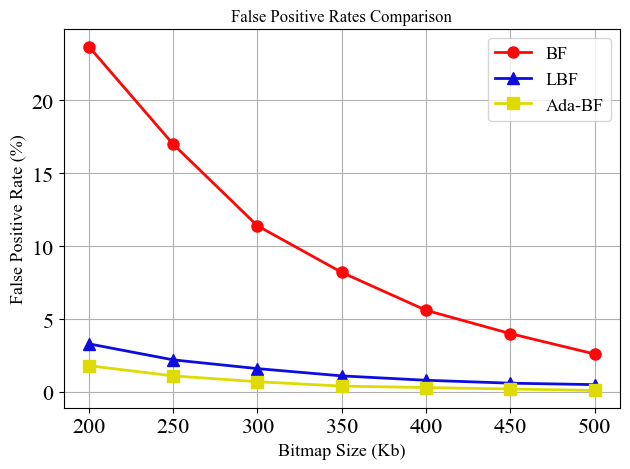 False Positive Rates Comparison
BF
LBF
Ada-BF
False Positive Rate (%)
20
15
10
5
0
200 250 300 350 400 450 500
Bitmap Size (Kb)